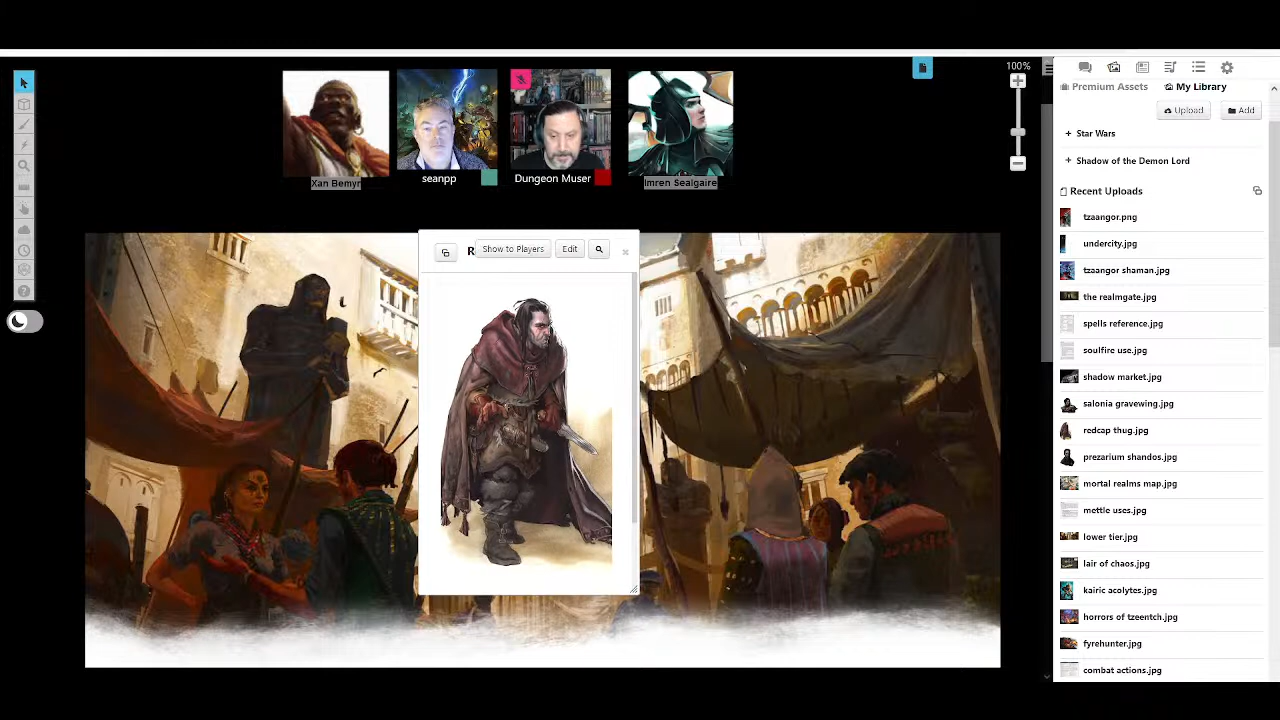 100%
Premium Assets
My Library
Upload
Add
Star Wars
Shadow of the Demon Lord
Recent Uploads
tzaangor.png
undercity.jpg
tzaangor shaman.jpg
the realmgate.jpg
spells reference.jpg
soulfire use.jpg
shadow market.jpg
salonia gravewing.jpg
redcap thug.jpg
prezarium shandos.jpg
mortal realms map.jpg
mettle uses.jpg
lower tier.jpg
lair of chaos.jpg
kairic acolytes.jpg
horrors of tzeentch.jpg
fyrehunter.jpg
combat actions.jpg
Xan Bemyr
seanpp
Dungeon Muser
Imren Sealgaire
R
Show to Players
Edit